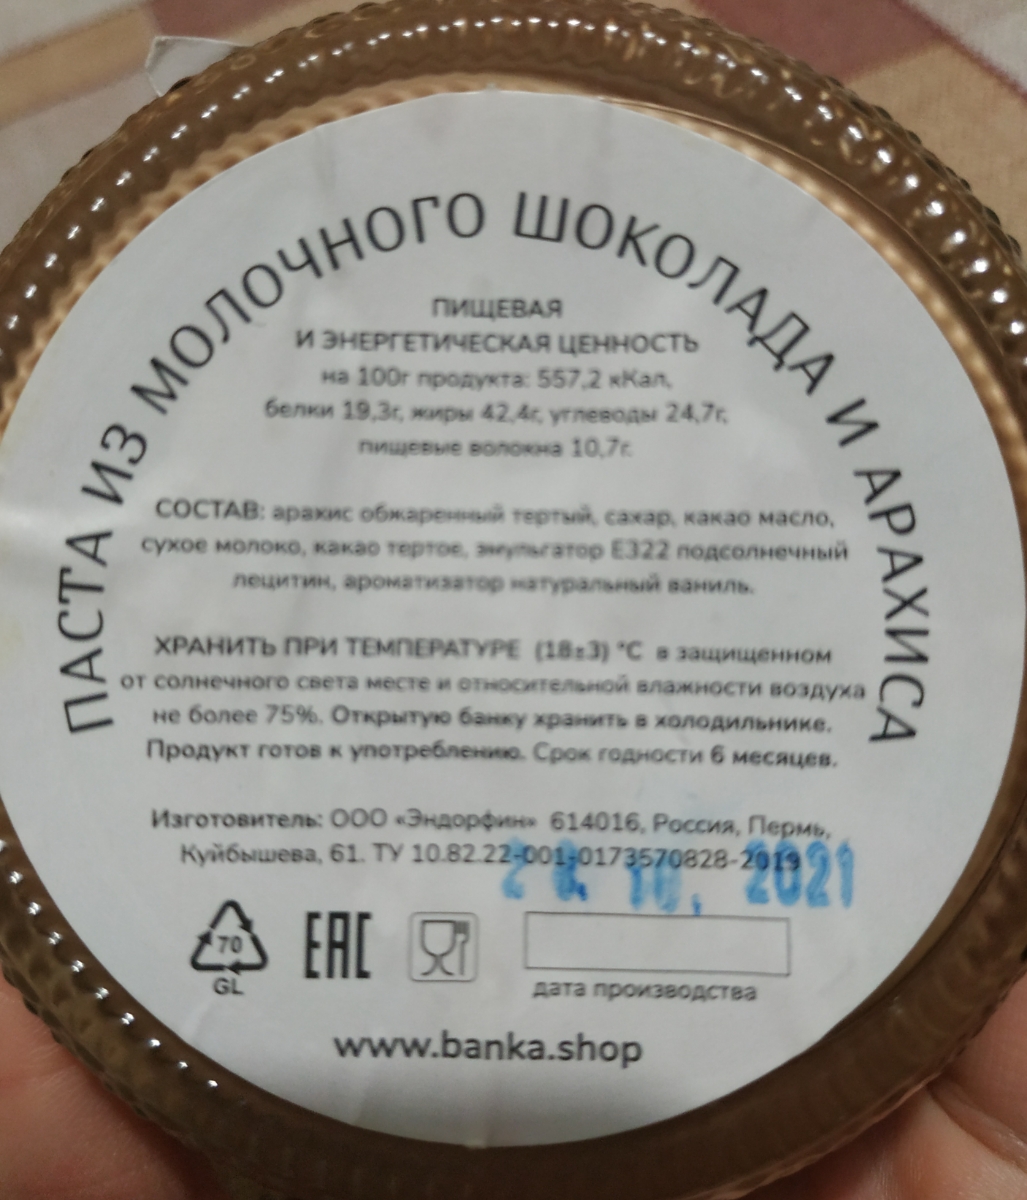 ПАСТА ИЗ МОЛОЧНОГО ШОКОЛАДА И АРАХИСА
ПИЩЕВАЯ
И ЭНЕРГЕТИЧЕСКАЯ ЦЕННОСТЬ
на 100г продукта: 557,2 кКал,
белки 19,3г, жиры 42,4г, углеводы 24,7г,
пищевые волокна 10,7г.
СОСТАВ: арахис обжаренный тертый, сахар, какао масло,
сухое молоко, какао тертое, эмульгатор Е322 подсолнечный
лецитин, ароматизатор натуральный ваниль.
ХРАНИТЬ ПРИ ТЕМПЕРАТУРЕ (18±3) °С в защищенном
от солнечного света месте и относительной влажности воздуха
не более 75%. Открытую банку хранить в холодильнике.
Продукт готов к употреблению. Срок годности 6 месяцев.
Изготовитель: ООО «Эндорфин» 614016, Россия, Пермь,
Куйбышева, 61. ТУ 10.82.22-001-0173570828-2019
10. 2021
70
GL
EAC
дата производства
www.banka.shop